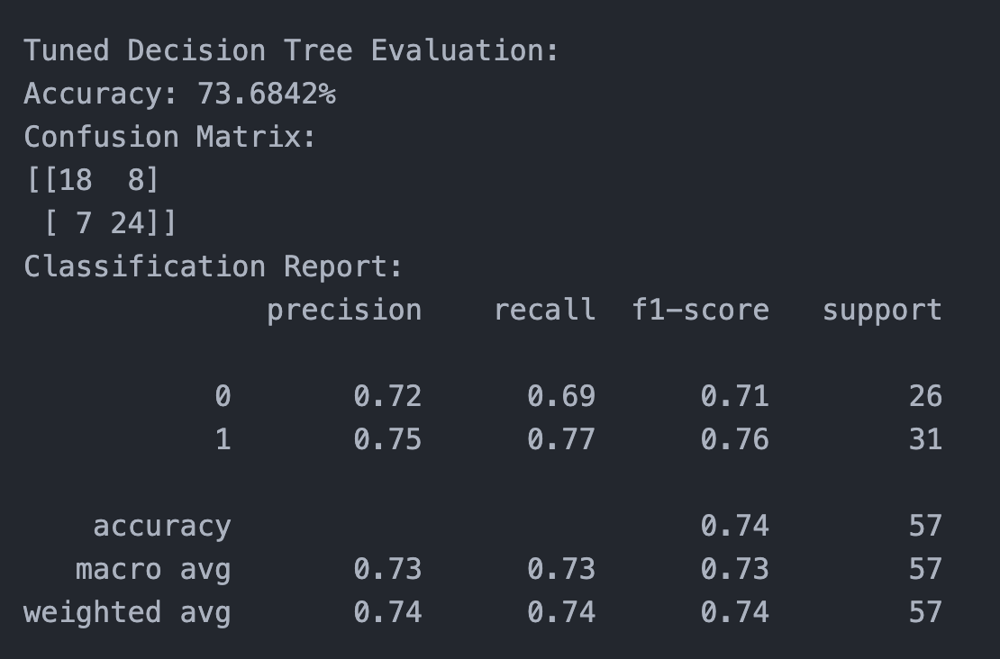 Tuned Decision Tree Evaluation:
Accuracy: 73.6842%
Confusion Matrix:
[[18  8]
 [ 7 24]]
Classification Report:
              precision    recall  f1-score   support

           0       0.72      0.69      0.71        26
           1       0.75      0.77      0.76        31

    accuracy                           0.74        57
   macro avg       0.73      0.73      0.73        57
weighted avg       0.74      0.74      0.74        57